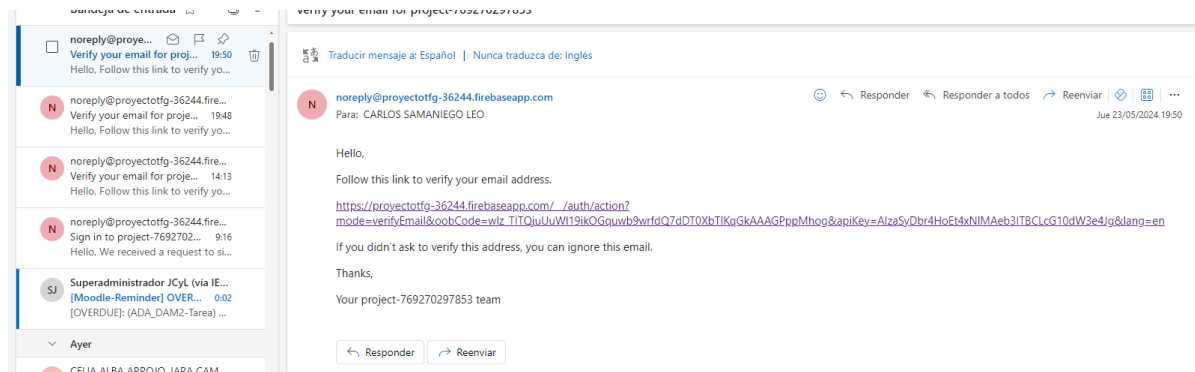 Bandeja de entrada
noreply@proye...
Verify your email for proj... 19:50
Hello, Follow this link to verify yo...
N
noreply@proyectotfg-36244.fire...
Verify your email for proje... 19:48
Hello, Follow this link to verify yo...
N
noreply@proyectotfg-36244.fire...
Verify your email for proje... 14:13
Hello, Follow this link to verify yo...
N
noreply@proyectotfg-36244.fire...
Sign in to project-7692702... 9:16
Hello, We received a request to si...
SJ
Superadministrador JCyL (vía IE...
[Moodle-Reminder] OVER... 0:02
[OVERDUE]: (ADA_DAM2-Tarea) ...
Ayer
CELIA ALBA ARROJO JARA CAM
verify your email for project-769270297853
Traducir mensaje a: Español | Nunca traduzca de: Inglés
N
noreply@proyectotfg-36244.firebaseapp.com
Responder Responder a todos Reenviar
Para: CARLOS SAMANIEGO LEO
Jue 23/05/2024 19:50
Hello,
Follow this link to verify your email address.
https://proyectotfg-36244.firebaseapp.com/__/auth/action?
mode=verifyEmail&oobCode=wlz_TlTQjuUuWI19ikOGquwb9wrfdQ7dDT0XbTIKqGkAAAGPppMhog&apiKey=AIzaSyDbr4HoEt4xNIMAeb3ITBCLcG10dW3e4Jg&lang=en
If you didn't ask to verify this address, you can ignore this email.
Thanks,
Your project-769270297853 team
Responder
Reenviar